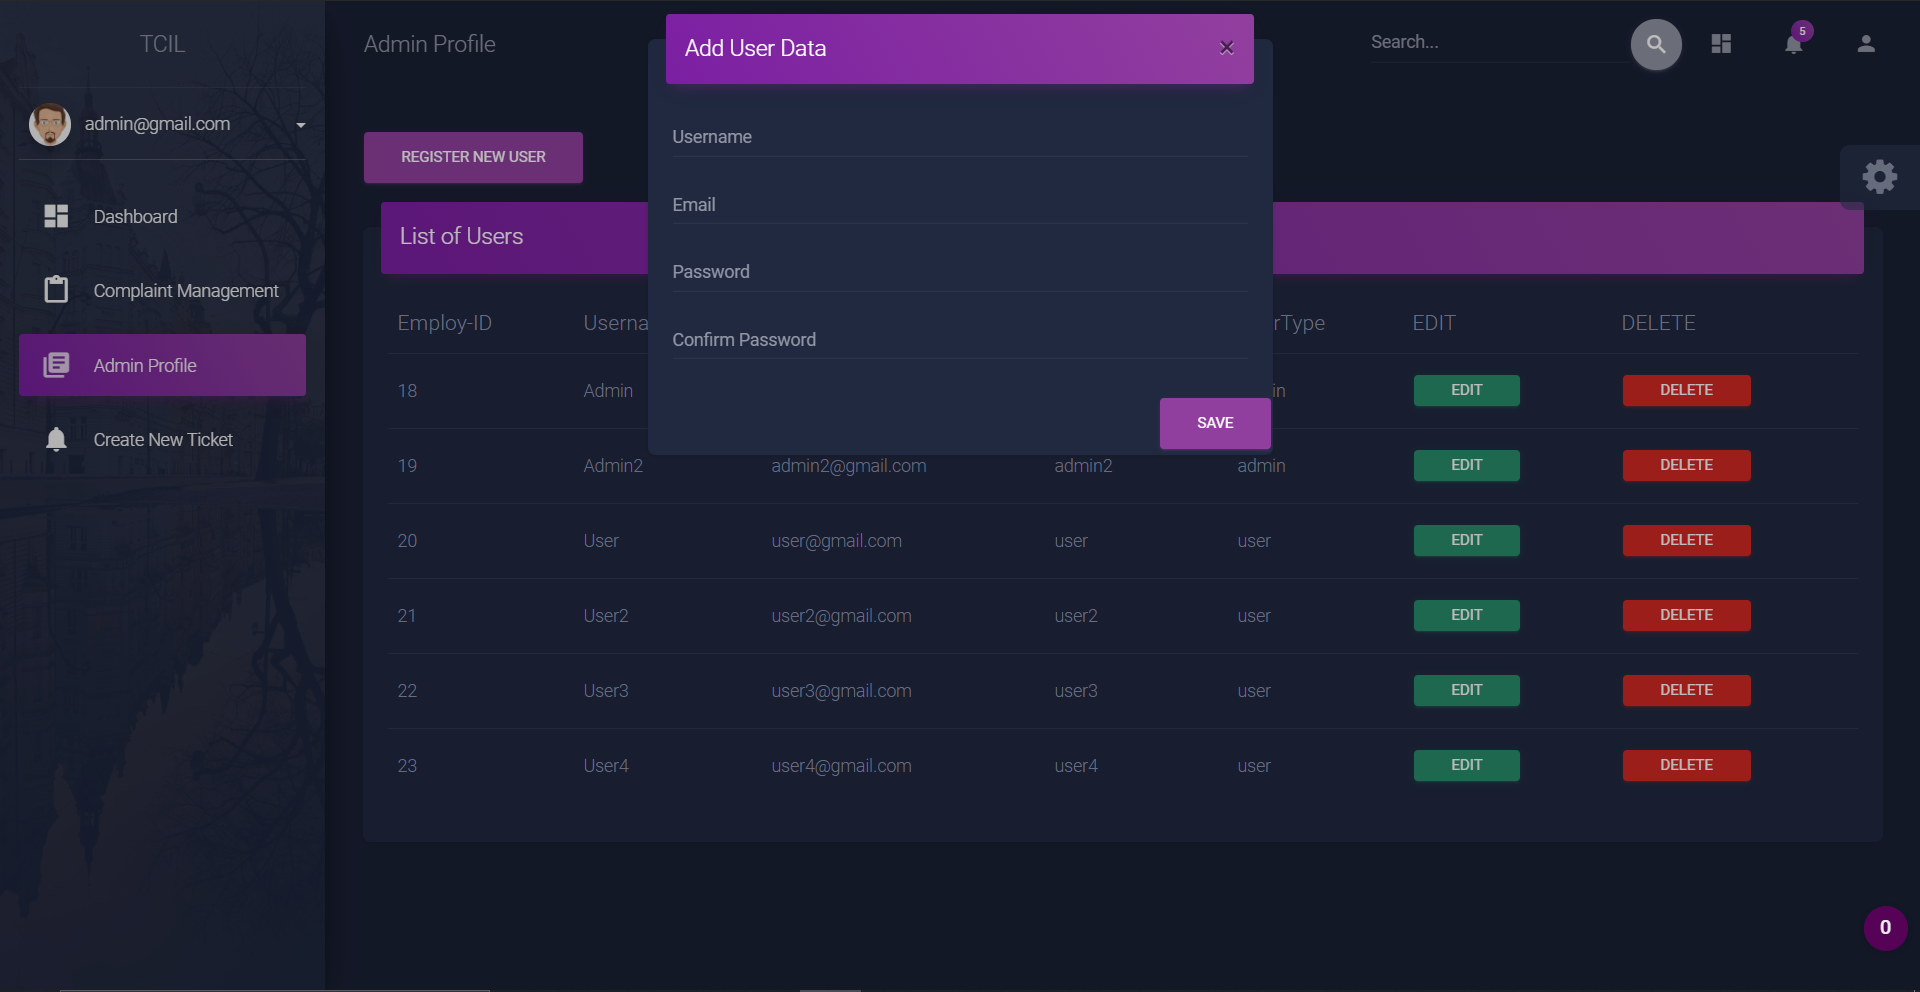 TCIL
admin@gmail.com
Dashboard
Complaint Management
Admin Profile
Create New Ticket
Admin Profile
Search...
5
REGISTER NEW USER
Add User Data
×
Username
Email
Password
Confirm Password
SAVE
List of Users
Employ-ID Userna rType EDIT DELETE
18 Admin in EDIT DELETE
19 Admin2 admin2@gmail.com admin2 admin EDIT DELETE
20 User user@gmail.com user user EDIT DELETE
21 User2 user2@gmail.com user2 user EDIT DELETE
22 User3 user3@gmail.com user3 user EDIT DELETE
23 User4 user4@gmail.com user4 user EDIT DELETE
0